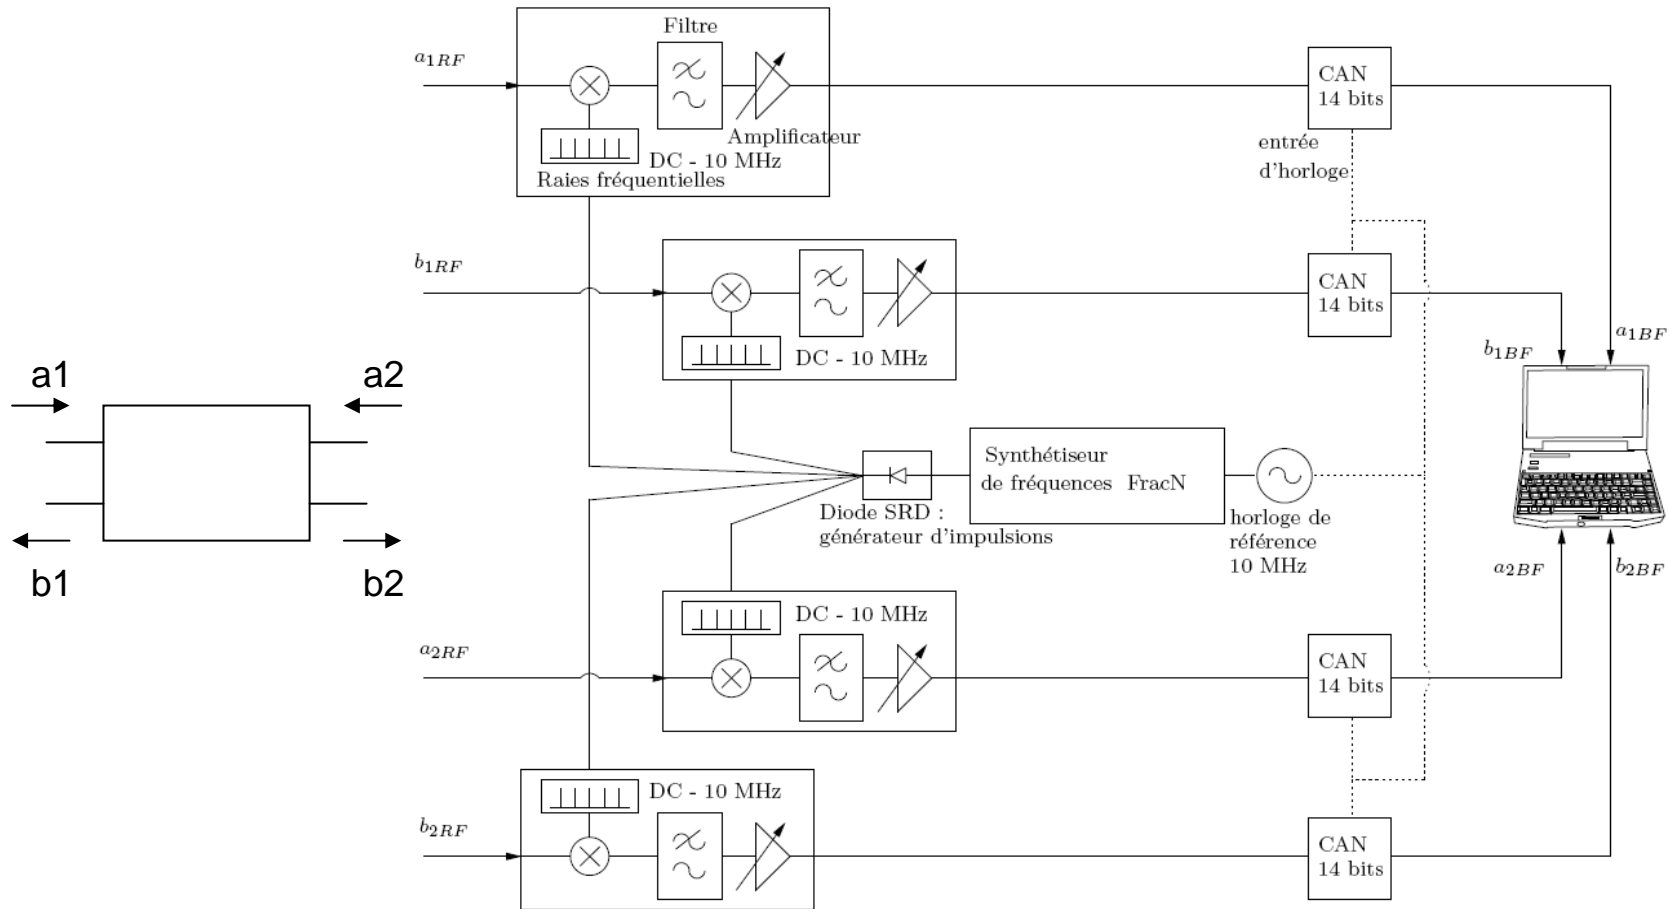 Filtre
a1RF
Amplificateur
DC - 10 MHz
Raies fréquentielles
CAN
14 bits
entrée
d'horloge
b1RF
DC - 10 MHz
CAN
14 bits
a1BF
b1BF
a1
a2
b1
b2
Synthétiseur
de fréquences FracN
Diode SRD :
générateur d'impulsions
horloge de
référence
10 MHz
a2BF
b2BF
DC - 10 MHz
a2RF
CAN
14 bits
DC - 10 MHz
b2RF
CAN
14 bits